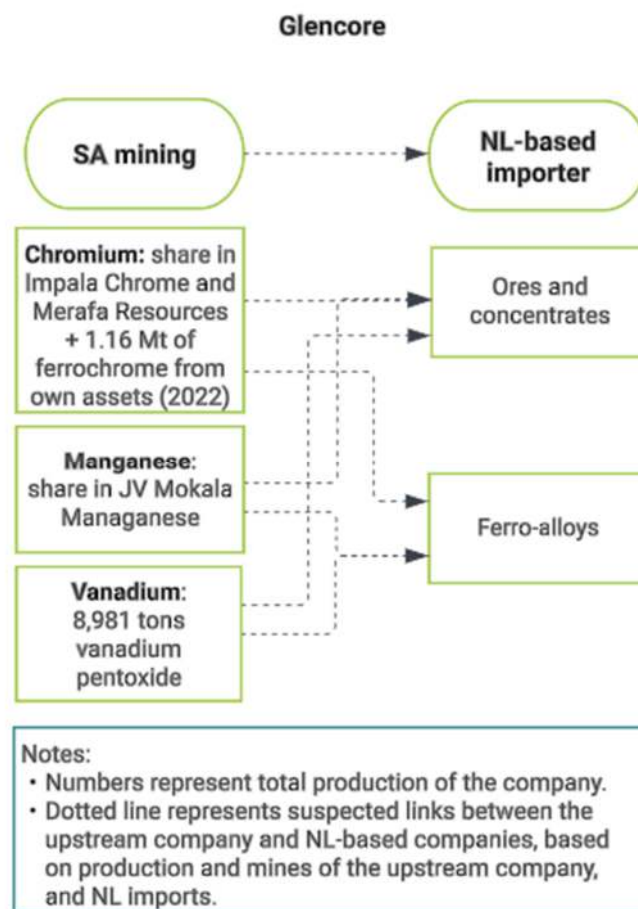 Glencore
SA mining
NL-based
importer
Chromium: share in
Impala Chrome and
Merafa Resources
+ 1.16 Mt of
ferrochrome from
own assets (2022)
Ores and
concentrates
Manganese:
share in JV Mokala
Managanese
Ferro-alloys
Vanadium:
8,981 tons
vanadium
pentoxide
Notes:
• Numbers represent total production of the company.
• Dotted line represents suspected links between the
upstream company and NL-based companies, based
on production and mines of the upstream company,
and NL imports.